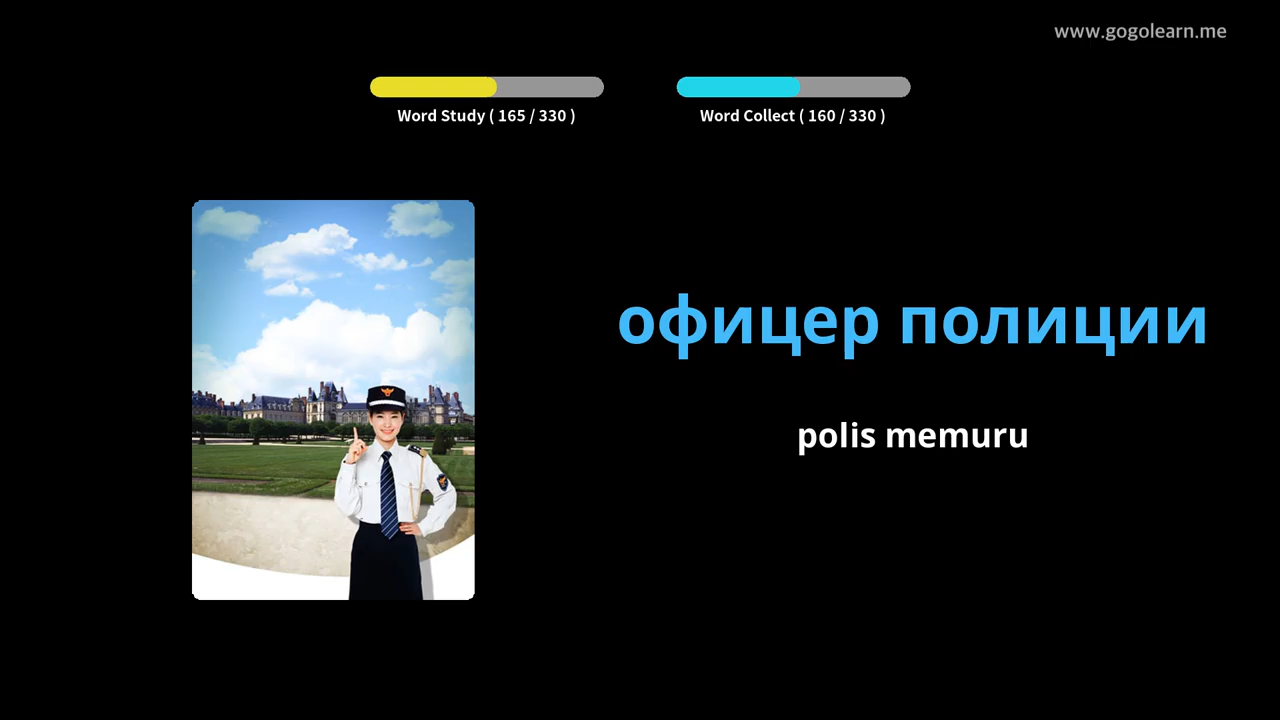 www.gogolearn.me
Word Study ( 165 / 330 )
Word Collect ( 160 / 330 )
офицер полиции
polis memuru